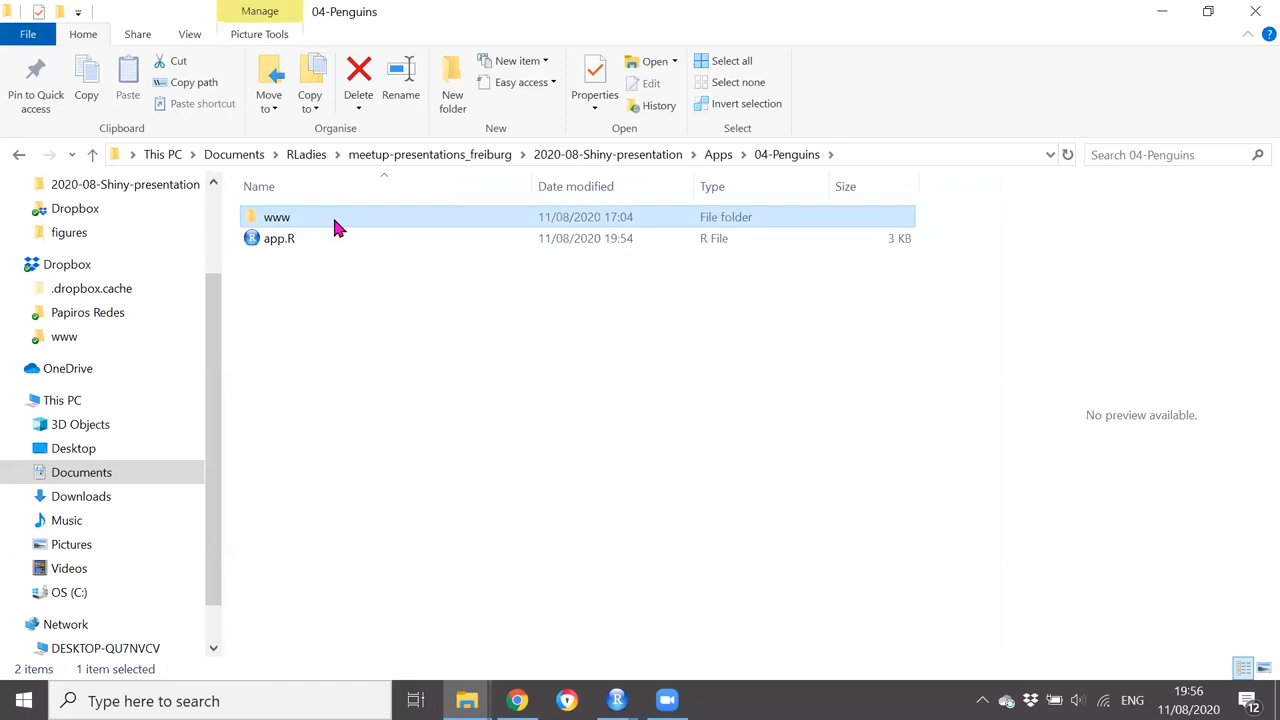 Manage
04-Penguins
File
Home
Share
View
Picture Tools
Pin to Quick access
Copy
Paste
Cut
Copy path
Paste shortcut
Clipboard
Move to
Copy to
Delete
Rename
Organise
New folder
New item
Easy access
New
Properties
Open
Edit
History
Open
Select all
Select none
Invert selection
Select
This PC
Documents
RLadies
meetup-presentations_freiburg
2020-08-Shiny-presentation
Apps
04-Penguins
Search 04-Penguins
2020-08-Shiny-presentation
Dropbox
figures
Dropbox
.dropbox.cache
Papiros Redes
www
OneDrive
This PC
3D Objects
Desktop
Documents
Downloads
Music
Pictures
Videos
OS (C:)
Network
DESKTOP-QU7NVCV
Name
Date modified
Type
Size
www
11/08/2020 17:04
File folder
app.R
11/08/2020 19:54
R File
3 KB
No preview available.
2 items
1 item selected
Type here to search
ENG
19:56
11/08/2020
12